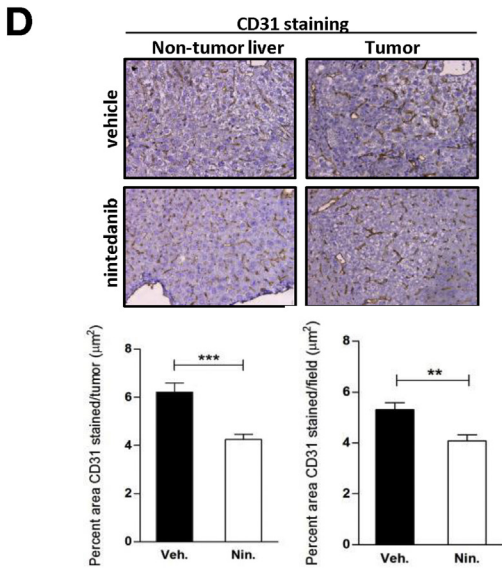 D
CD31 staining
Non-tumor liver Tumor
vehicle
nintedanib
Percent area CD31 stained/tumor (μm²)
8
6
4
2
0
***
Veh. Nin.
Percent area CD31 stained/field (μm²)
8
6
4
2
0
**
Veh. Nin.